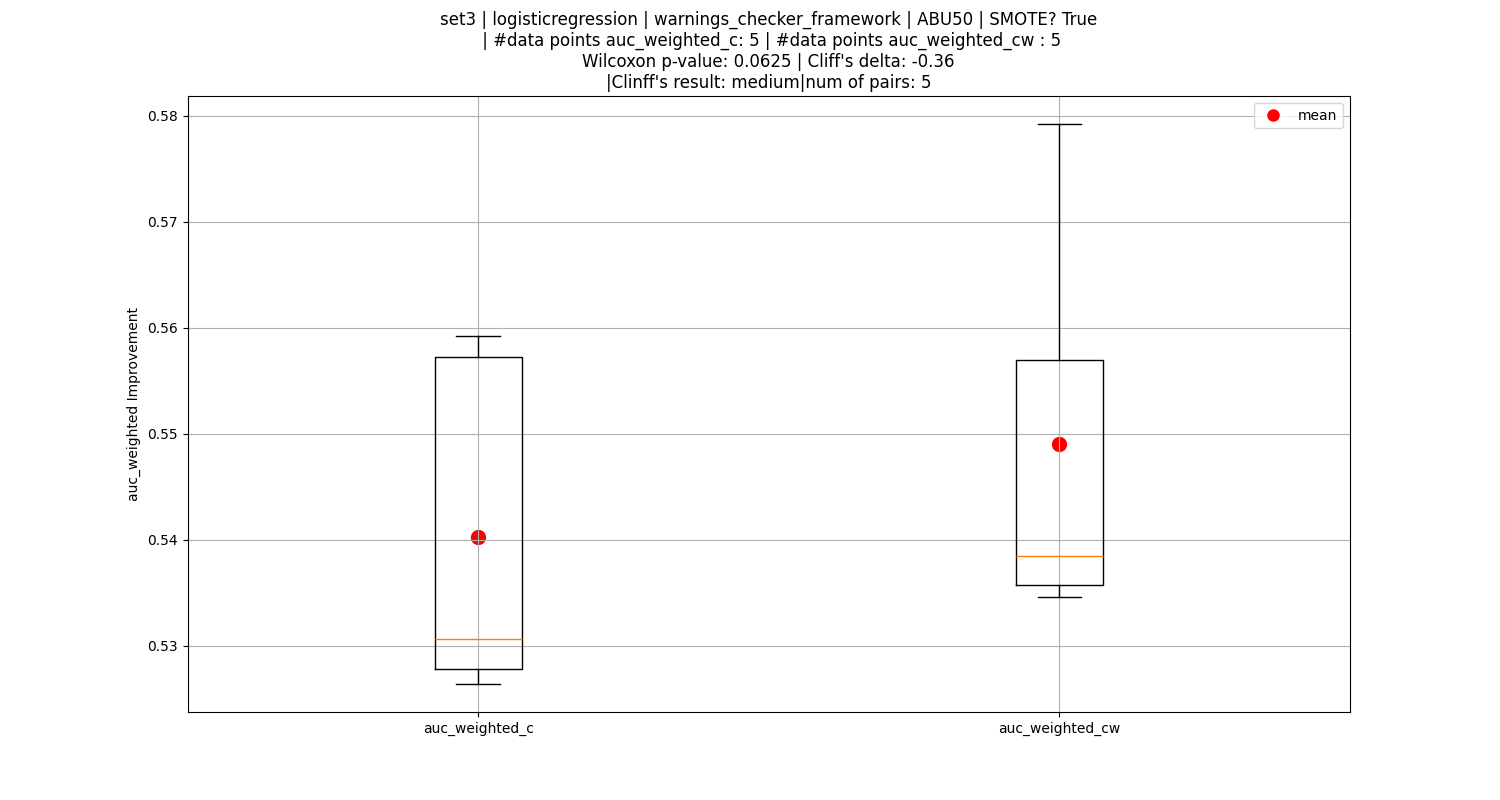 set3 | logisticregression | warnings_checker_framework | ABU50 | SMOTE? True
| #data points auc_weighted_c: 5 | #data points auc_weighted_cw : 5
Wilcoxon p-value: 0.0625 | Cliff's delta: -0.36
|Clinff's result: medium|num of pairs: 5
mean
0.58
0.57
0.56
0.55
0.54
0.53
auc_weighted Improvement
auc_weighted_c
auc_weighted_cw